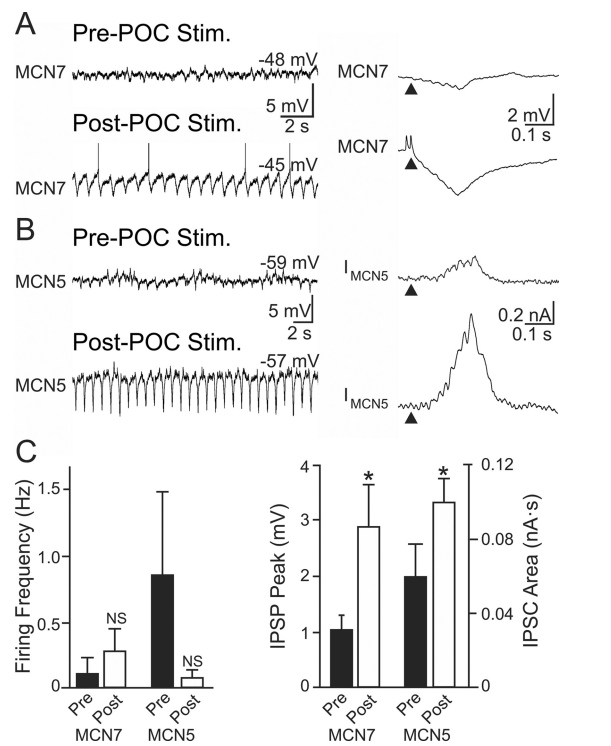 A
Pre-POC Stim.
MCN7
-48 mV
5 mV
2 s
MCN7
2 mV
0.1 s
Post-POC Stim.
MCN7
-45 mV
MCN7
B
Pre-POC Stim.
MCN5
-59 mV
5 mV
2 s
I MCN5
0.2 nA
0.1 s
Post-POC Stim.
MCN5
-57 mV
I MCN5
C
Firing Frequency (Hz)
1.5
1.0
0.5
0
NS
NS
Pre Post Pre Post
MCN7 MCN5
IPSP Peak (mV)
4
3
2
1
0
*
*
IPSC Area (nA·s)
0.12
0.08
0.04
0
Pre Post Pre Post
MCN7 MCN5